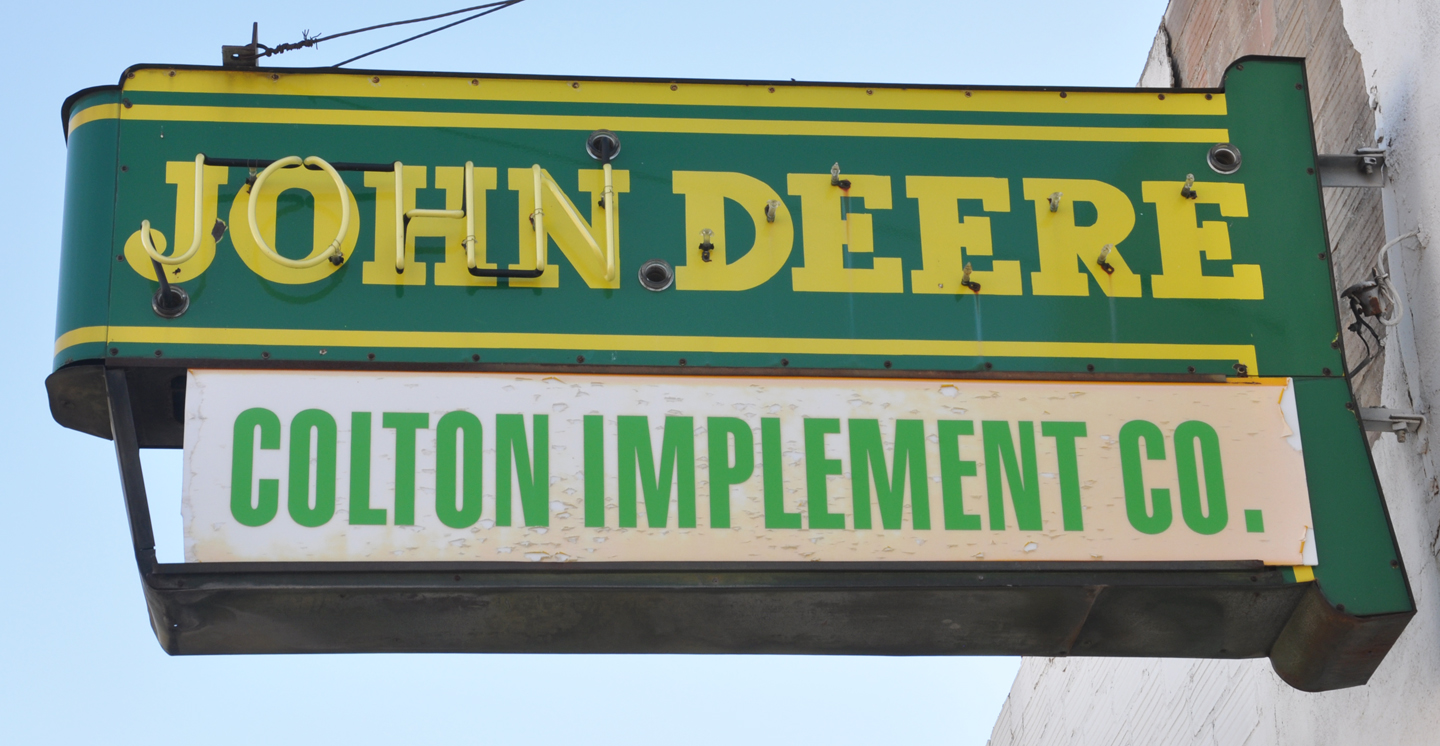 JOHN DEERE
COLTON IMPLEMENT CO.